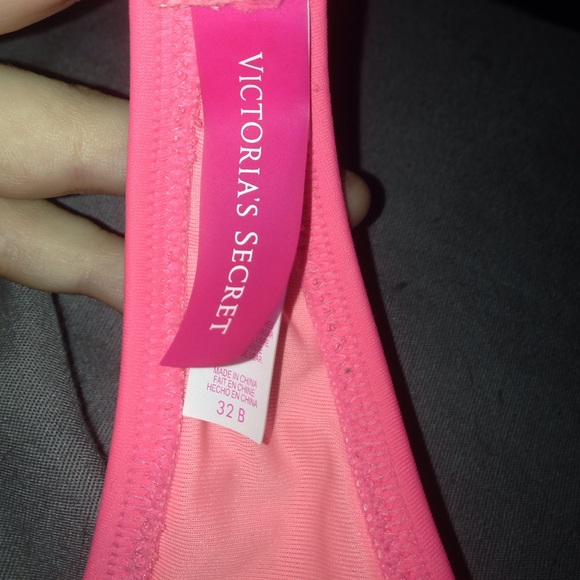 VICTORIA'S SECRET
MADE IN CHINA
FAIT EN CHINE
HECHO EN CHINA
32 B